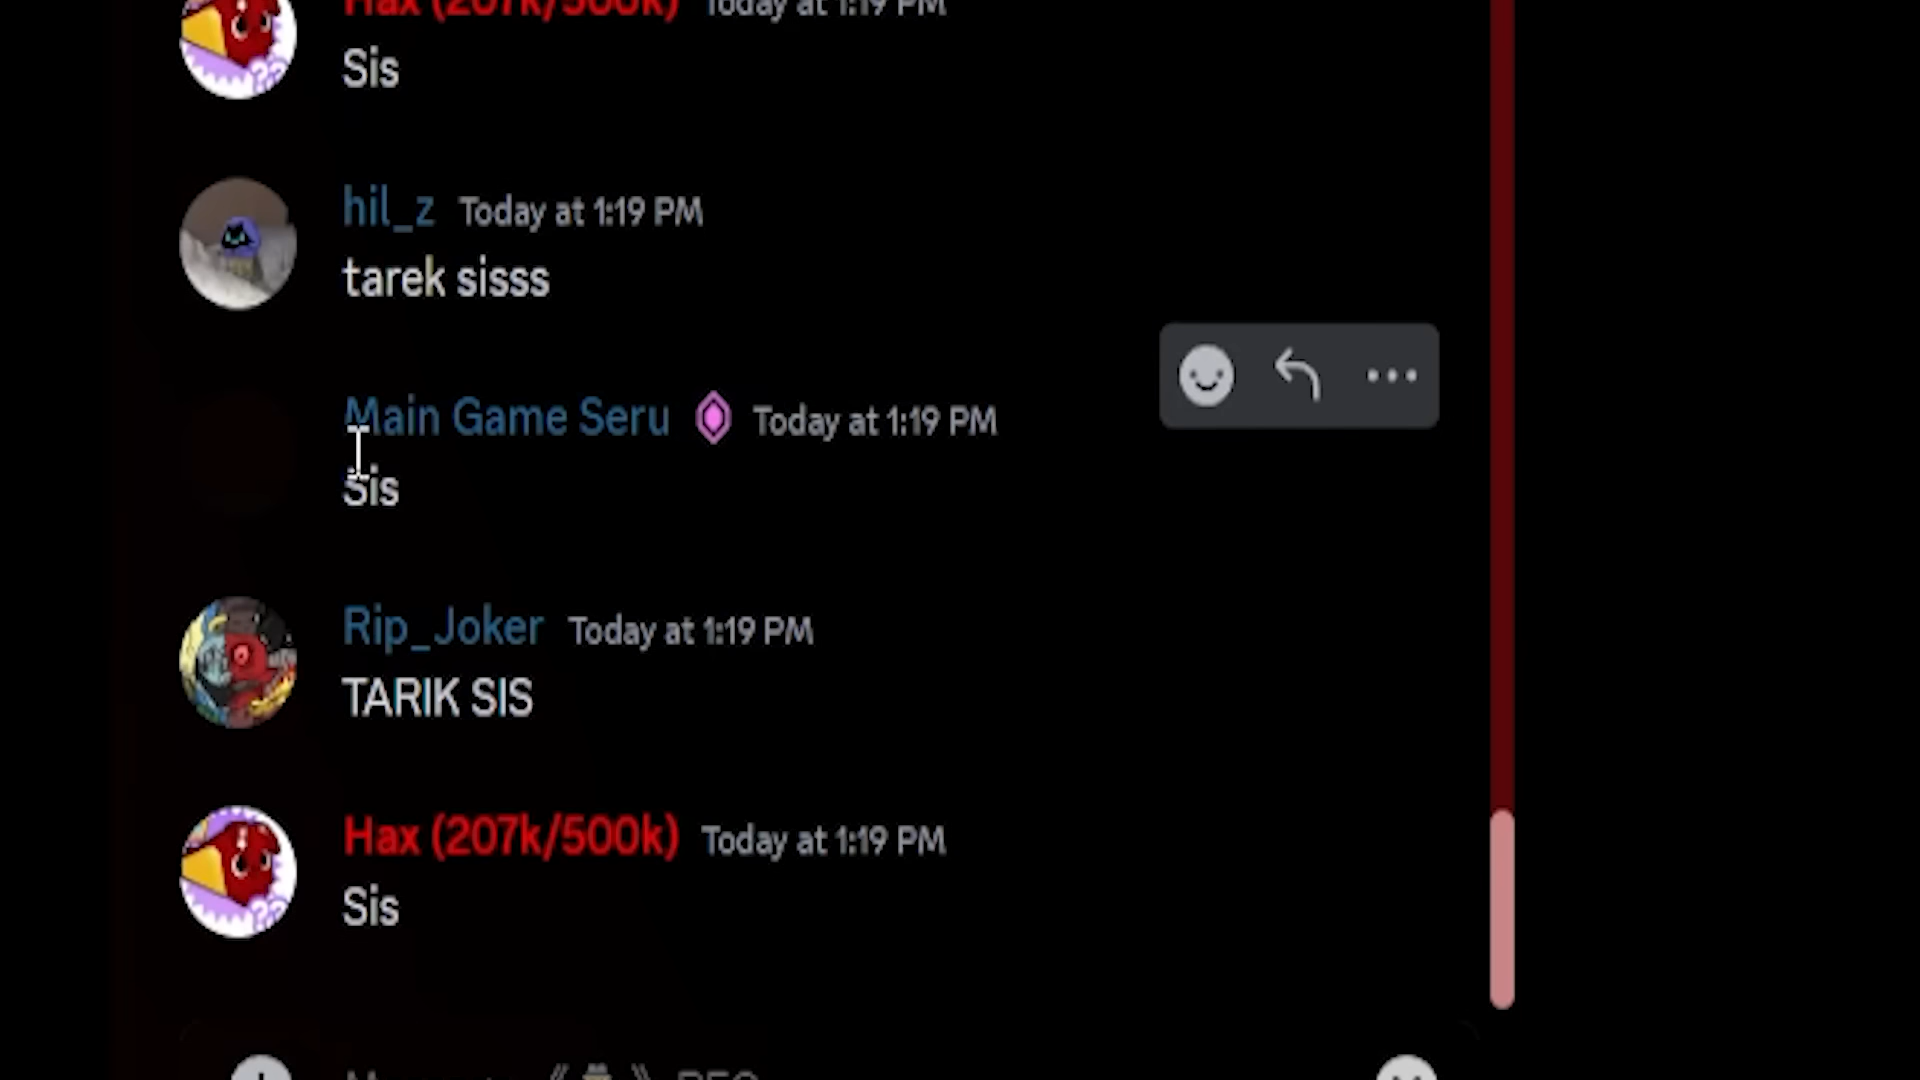 Hax (207k/500k) Today at 1:19 PM
Sis
hil_z Today at 1:19 PM
tarek sisss
Main Game Seru Today at 1:19 PM
Sis
Rip_Joker Today at 1:19 PM
TARIK SIS
Hax (207k/500k) Today at 1:19 PM
Sis